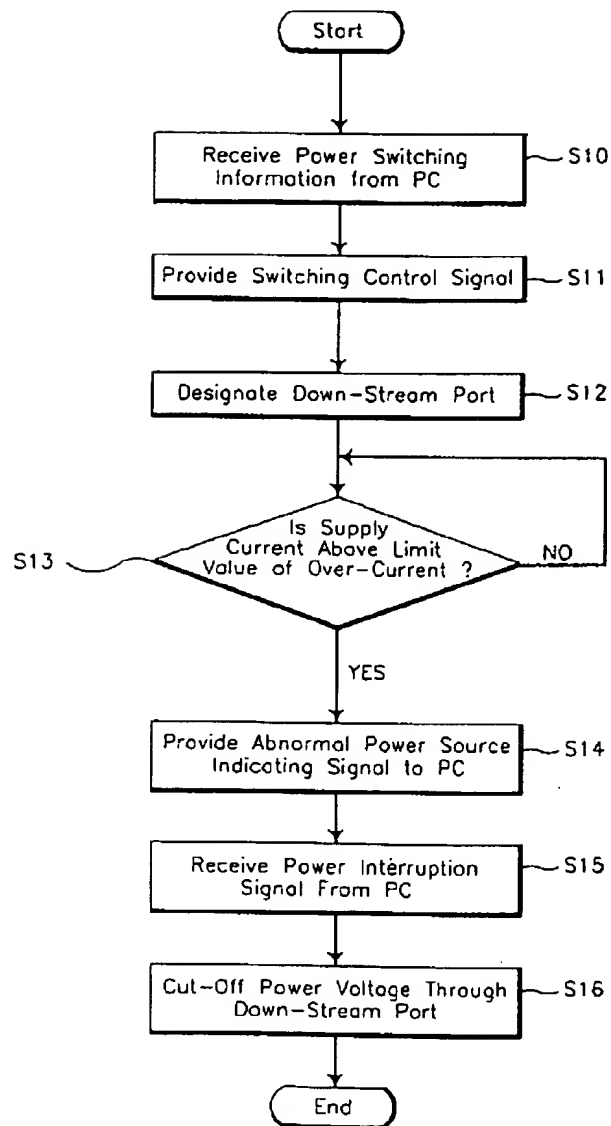 Start
Receive Power Switching
Information from PC
S10
Provide Switching Control Signal
S11
Designate Down-Stream Port
S12
Is Supply
Current Above Limit
Value of Over-Current ?
S13
NO
YES
Provide Abnormal Power Source
Indicating Signal to PC
S14
Receive Power Interruption
Signal From PC
S15
Cut-Off Power Voltage Through
Down-Stream Port
S16
End